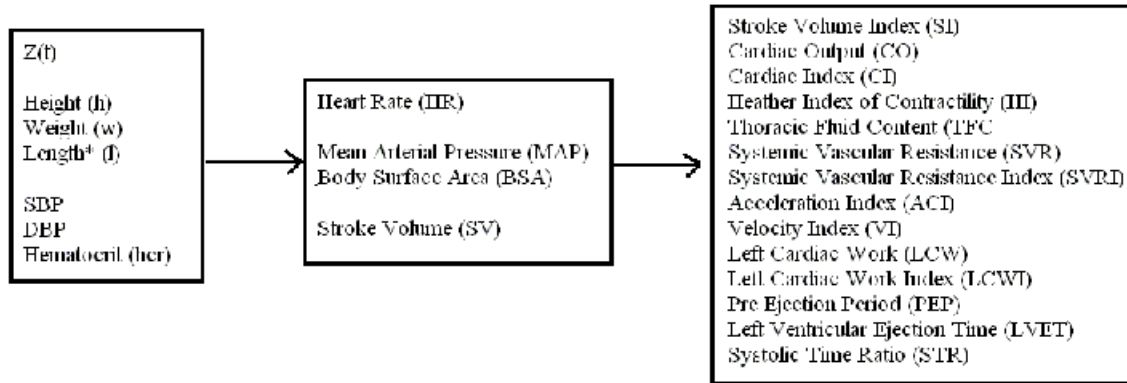 Z(t)
Height (h)
Weight (w)
Length* (l)
SBP
DBP
Hematocrit (hcr)
Heart Rate (HR)
Mean Arterial Pressure (MAP)
Body Surface Area (BSA)
Stroke Volume (SV)
Stroke Volume Index (SI)
Cardiac Output (CO)
Cardiac Index (CI)
Heather Index of Contractility (HI)
Thoracic Fluid Content (TFC
Systemic Vascular Resistance (SVR)
Systemic Vascular Resistance Index (SVRI)
Acceleration Index (ACI)
Velocity Index (VI)
Left Cardiac Work (LCW)
Left Cardiac Work Index (LCWI)
Pre Ejection Period (PEP)
Left Ventricular Ejection Time (LVET)
Systolic Time Ratio (STR)